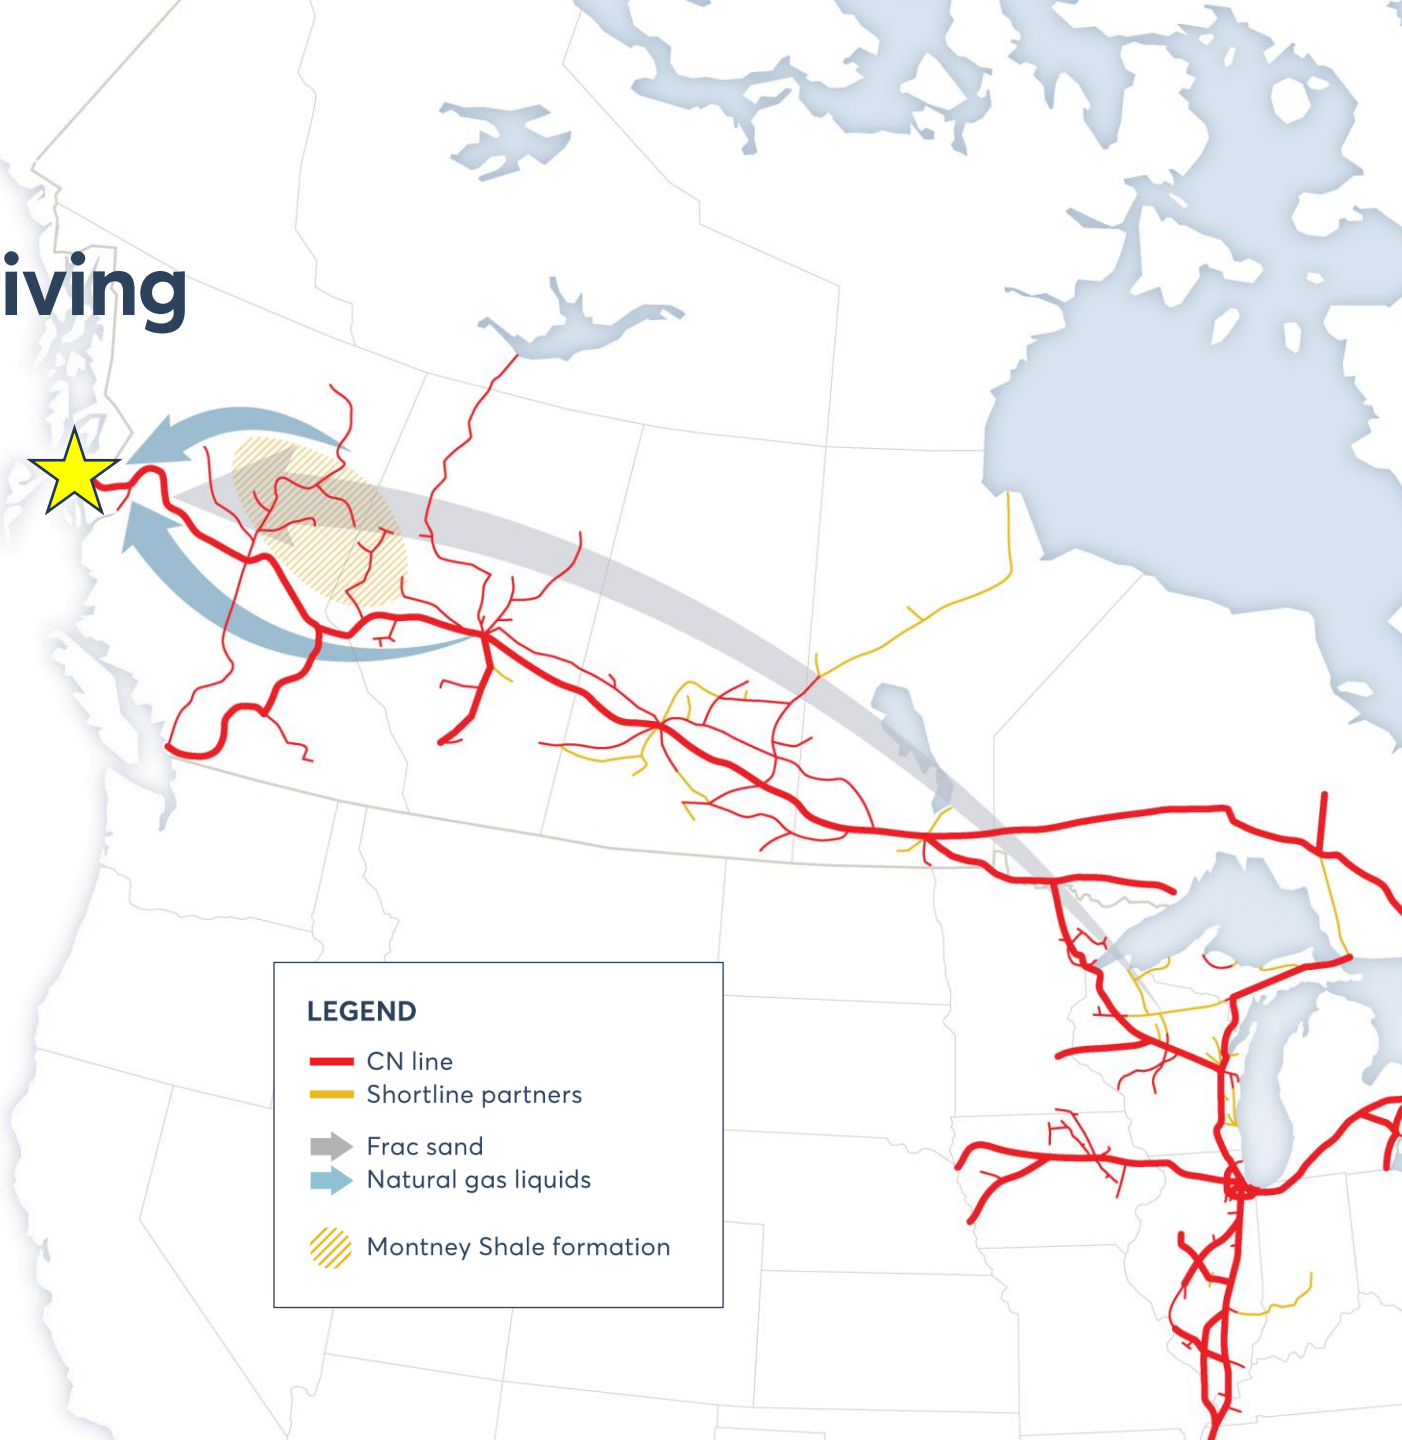 iving
LEGEND
CN line
Shortline partners
Frac sand
Natural gas liquids
Montney Shale formation